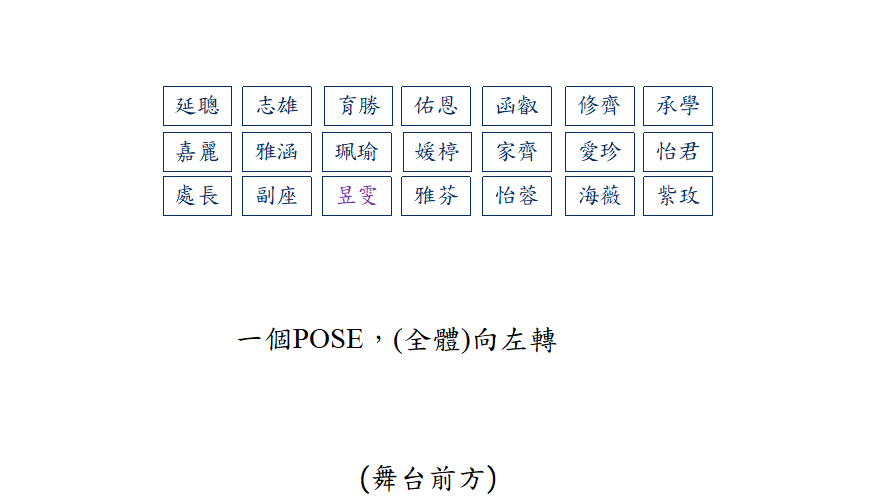 延聰 志雄 育勝 佑恩 函叡 修齊 承學
嘉麗 雅涵 珮瑜 媛婷 家齊 愛珍 怡君
處長 副座 昱雯 雅芬 怡蓉 海薇 紫玫
一個POSE，(全體)向左轉
(舞台前方)